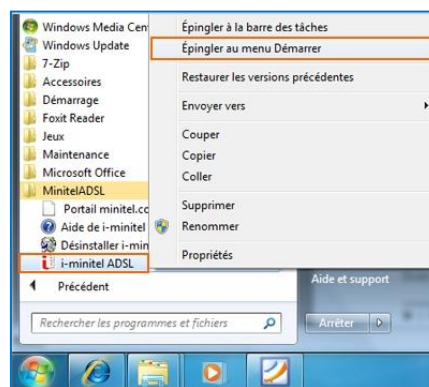 Windows Media Cen
Windows Update
7-Zip
Accessoires
Démarrage
Foxit Reader
Jeux
Maintenance
Microsoft Office
MinitelADSL
Portail minitel.cc
Aide de i-minitel
Désinstaller i-min
i-minitel ADSL
Précédent
Rechercher les programmes et fichiers
Épingler à la barre des tâches
Épingler au menu Démarrer
Restaurer les versions précédentes
Envoyer vers
Couper
Copier
Coller
Supprimer
Renommer
Propriétés
Aide et support
Arrêter